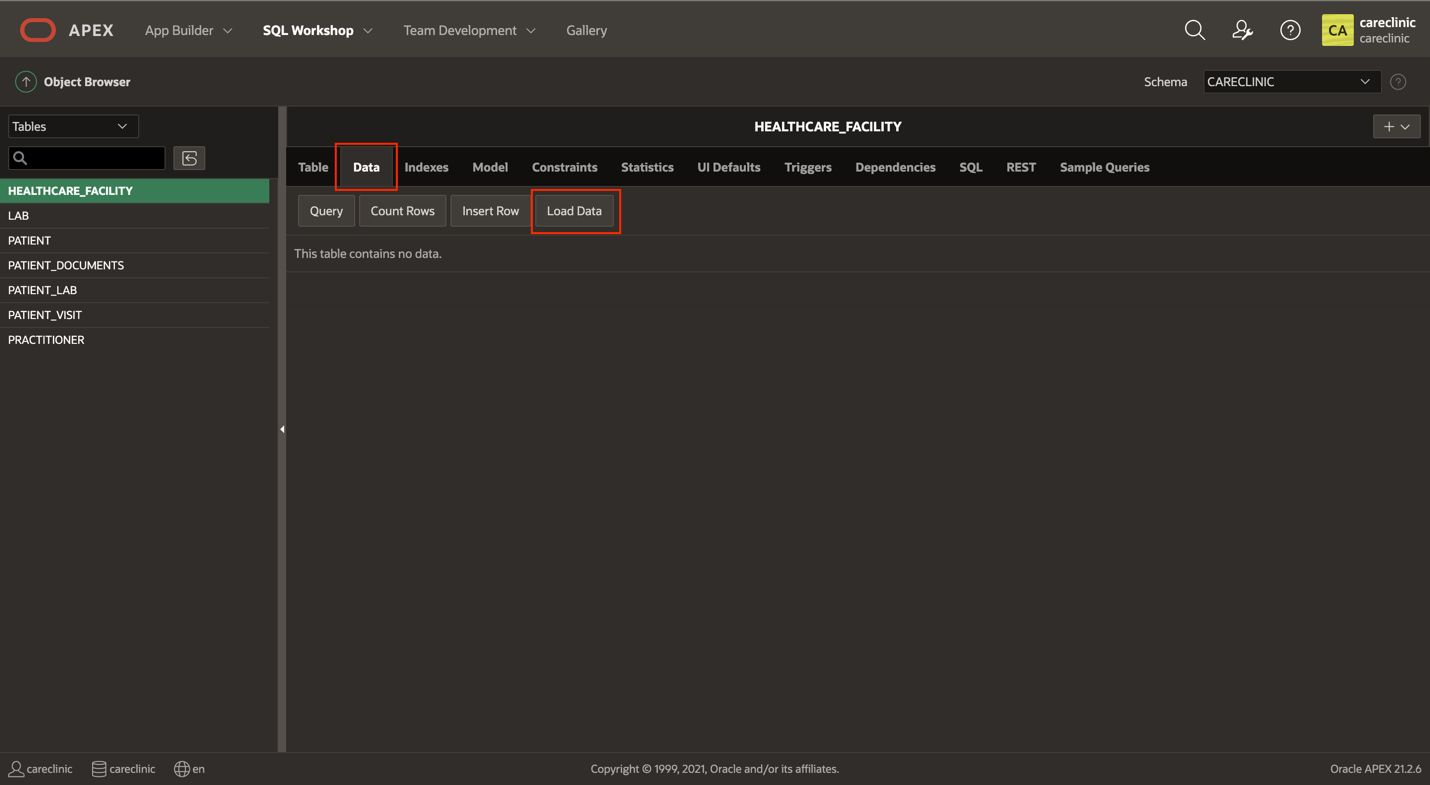 APEX App Builder SQL Workshop Team Development Gallery CA careclinic
careclinic
Object Browser Schema CARECLINIC
Tables
HEALTHCARE_FACILITY
Table Data Indexes Model Constraints Statistics UI Defaults Triggers Dependencies SQL REST Sample Queries
HEALTHCARE_FACILITY
LAB
PATIENT
PATIENT_DOCUMENTS
PATIENT_LAB
PATIENT_VISIT
PRACTITIONER
Query Count Rows Insert Row Load Data
This table contains no data.
careclinic careclinic en Copyright © 1999, 2021, Oracle and/or its affiliates. Oracle APEX 21.2.6